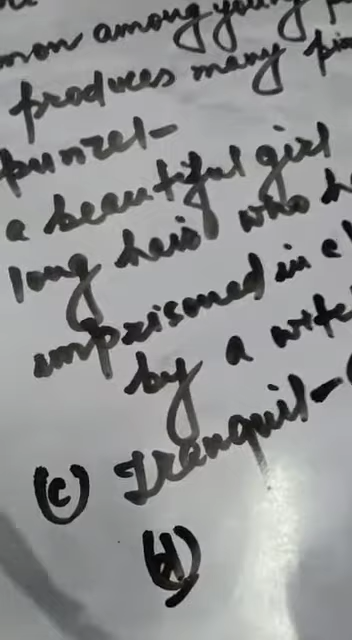 mon among young
produces many
punzel-
a beautiful girl
long hair who h
imprisoned in a
by a
(c) Tranquil-
(d)